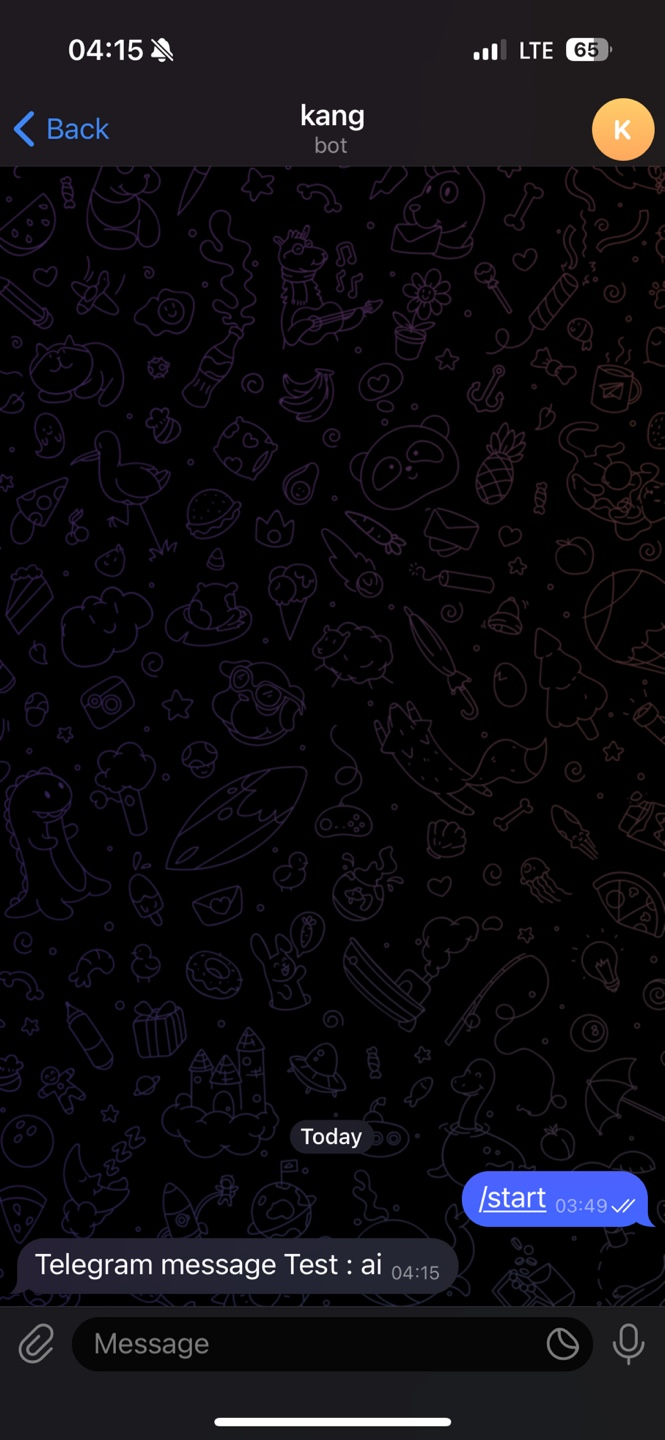 04:15
LTE 65
Back
kang
bot
K
Today
/start 03:49
Telegram message Test : ai 04:15
Message